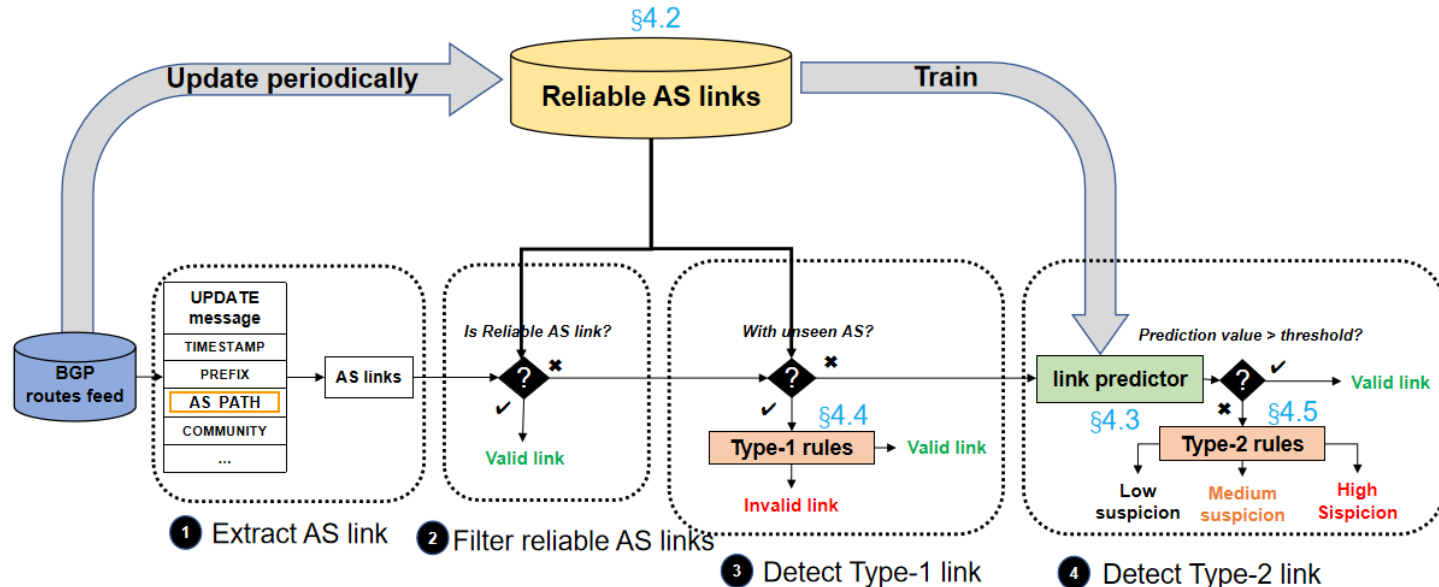 §4.2
Update periodically
Reliable AS links
Train
UPDATE
message
TIMESTAMP
PREFIX
AS PATH
COMMUNITY
...
BGP
routes feed
AS links
Is Reliable AS link?
?
✖
✔
Valid link
With unseen AS?
?
✖
✔
§4.4
Type-1 rules
Valid link
Invalid link
Prediction value > threshold?
link predictor
?
✔
✖
Valid link
§4.3
§4.5
Type-2 rules
Low
suspicion
Medium
suspicion
High
Sispicion
1 Extract AS link
2 Filter reliable AS links
3 Detect Type-1 link
4 Detect Type-2 link